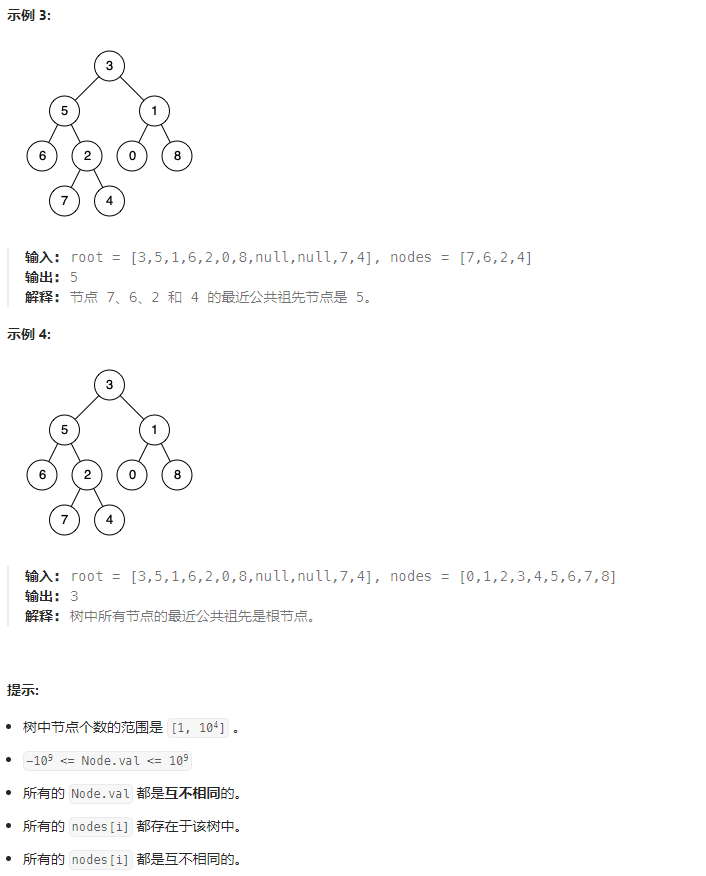 示例 3:
3
5 1
6 2 0 8
7 4
输入: root = [3,5,1,6,2,0,8,null,null,7,4], nodes = [7,6,2,4]
输出: 5
解释: 节点 7、6、2 和 4 的最近公共祖先节点是 5。
示例 4:
3
5 1
6 2 0 8
7 4
输入: root = [3,5,1,6,2,0,8,null,null,7,4], nodes = [0,1,2,3,4,5,6,7,8]
输出: 3
解释: 树中所有节点的最近公共祖先是根节点。
提示:
• 树中节点个数的范围是 [1, 10⁴] 。
• -10⁹ <= Node.val <= 10⁹
• 所有的 Node.val 都是互不相同的。
• 所有的 nodes[i] 都存在于该树中。
• 所有的 nodes[i] 都是互不相同的。